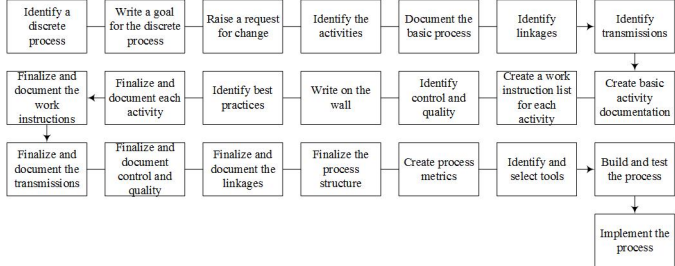 Identify a
discrete
process
Write a goal
for the discrete
process
Raise a request
for change
Identify the
activities
Document the
basic process
Identify
linkages
Identify
transmissions
Finalize and
document the
work
instructions
Finalize and
document each
activity
Identify best
practices
Write on the
wall
Identify
control and
quality
Create a work
instruction list
for each
activity
Create basic
activity
documentation
Finalize and
document the
transmissions
Finalize and
document
control and
quality
Finalize and
document the
linkages
Finalize the
process
structure
Create process
metrics
Identify and
select tools
Build and test
the process
Implement the
process